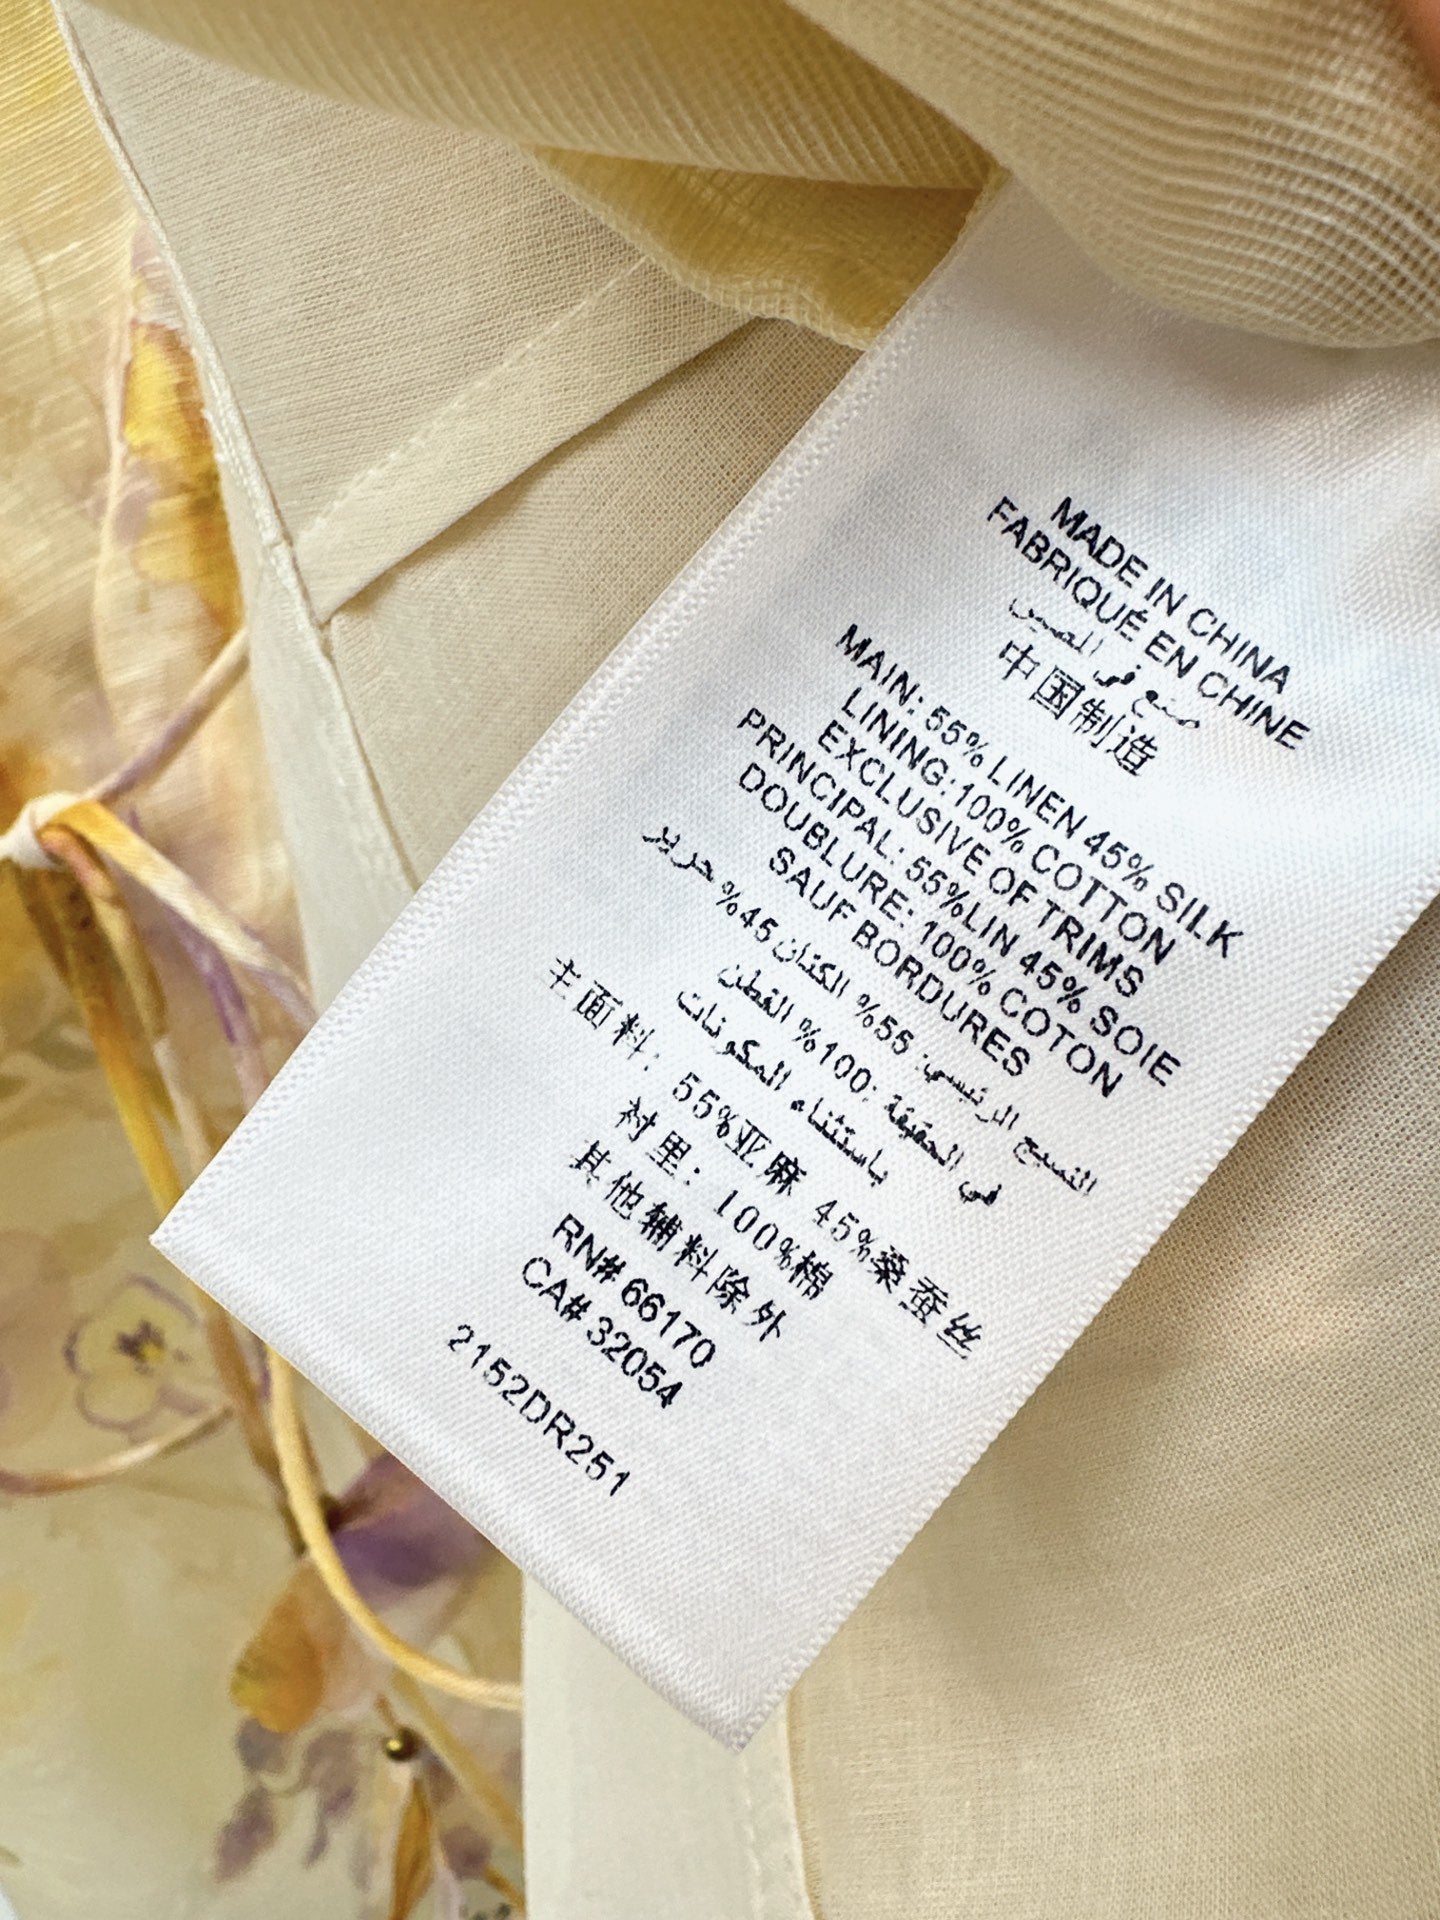 MADE IN CHINA
FABRIQUÉ EN CHINE
صنع في الصين
中国制造
MAIN: 55% LINEN 45% SILK
LINING:100% COTTON
EXCLUSIVE OF TRIMS
PRINCIPAL: 55%LIN 45% SOIE
DOUBLURE: 100% COTON
SAUF BORDURES
النسيج الرئيسي: 55% الكتان 45% حرير
في الحقيقة :100% القطن
باستثناء المكونات
主面料: 55%亚麻 45%桑蚕丝
衬里: 100%棉
其他辅料除外
RN# 66170
CA# 32054
2152DR251